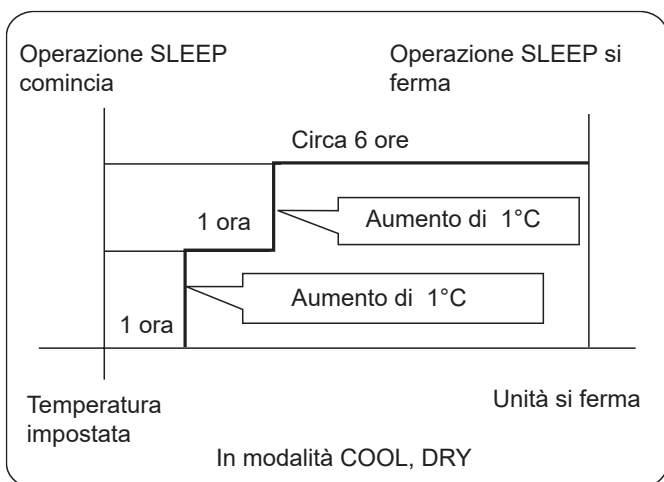 Operazione SLEEP
comincia
Operazione SLEEP si
ferma
Circa 6 ore
1 ora
Aumento di 1°C
Aumento di 1°C
1 ora
Temperatura
impostata
Unità si ferma
In modalità COOL, DRY